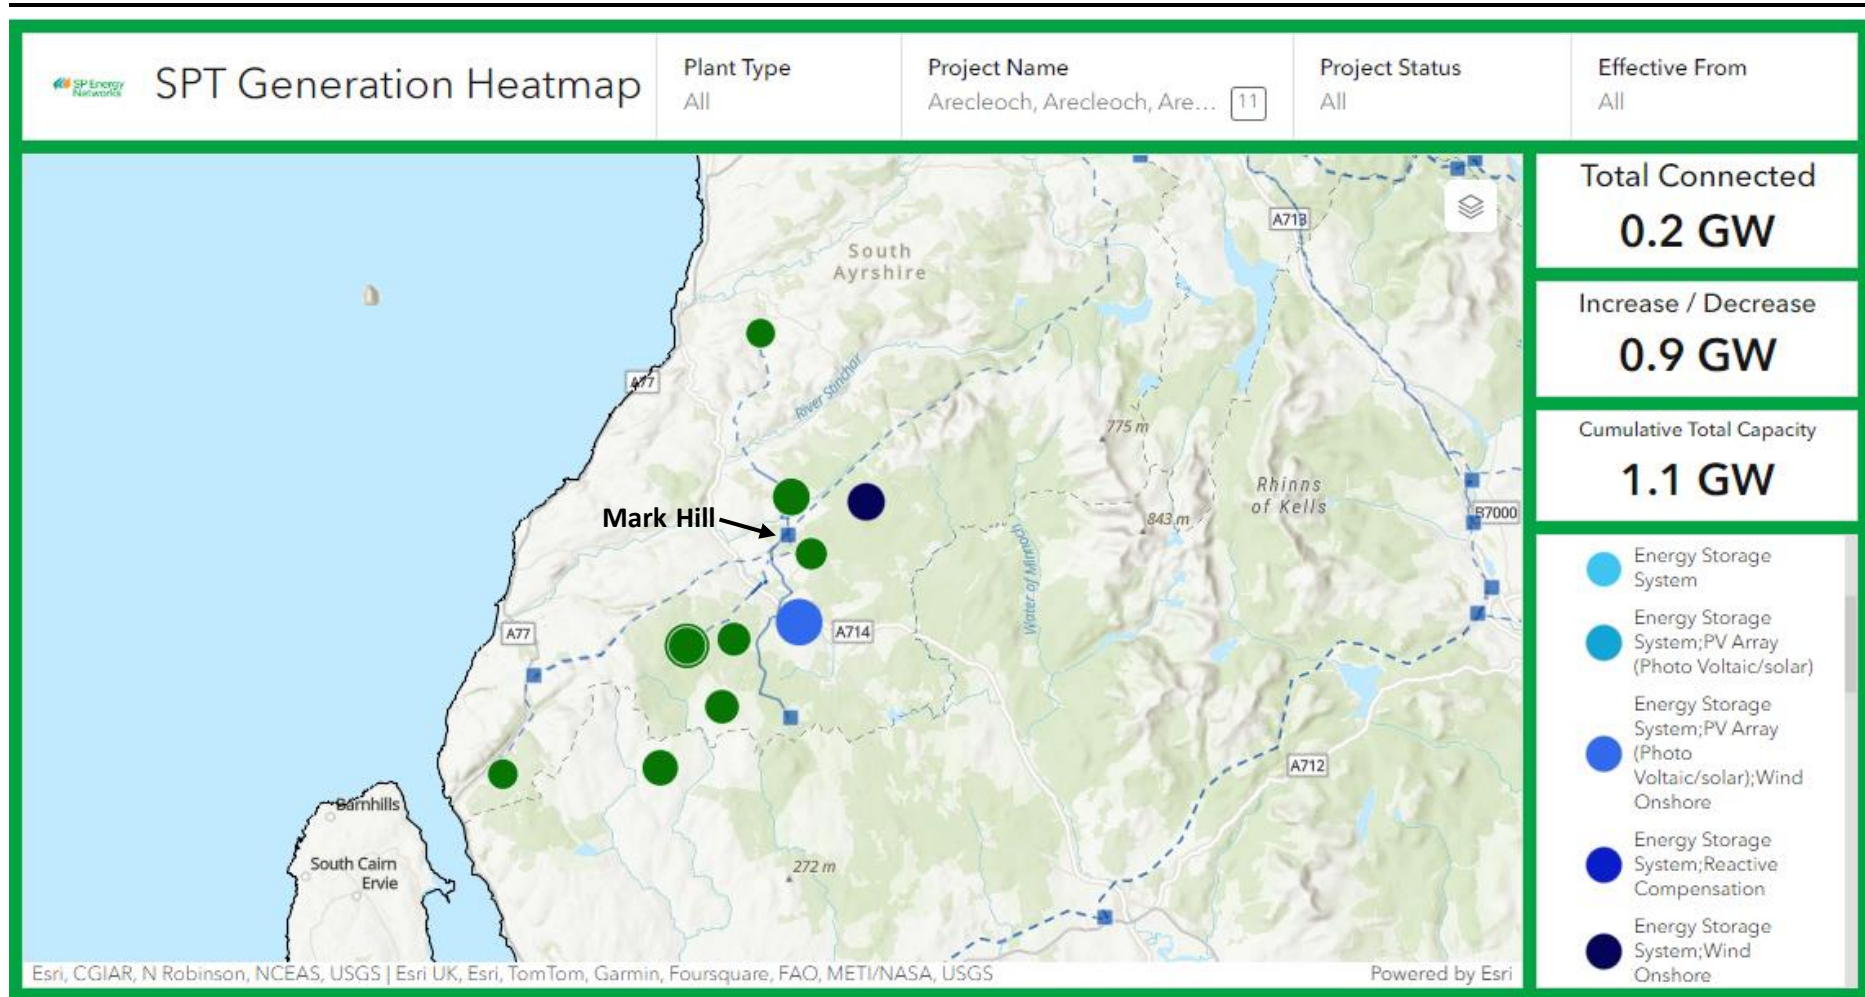 SP Energy
Networks
SPT Generation Heatmap
Plant Type
All
Project Name
Arecleoch, Arecleoch, Are...
11
Project Status
All
Effective From
All
Total Connected
0.2 GW
Increase / Decrease
0.9 GW
Cumulative Total Capacity
1.1 GW
Energy Storage
System
Energy Storage
System;PV Array
(Photo Voltaic/solar)
Energy Storage
System;PV Array
(Photo
Voltaic/solar);Wind
Onshore
Energy Storage
System;Reactive
Compensation
Energy Storage
System;Wind
Onshore
A713
South
Ayrshire
A77
River Stinchar
775 m
Rhinns
of Kells
B7000
843 m
Mark Hill
Water of Minnoch
A77
A714
A712
Barnhills
South Cairn
Ervie
272 m
Esri, CGIAR, N Robinson, NCEAS, USGS | Esri UK, Esri, TomTom, Garmin, Foursquare, FAO, METI/NASA, USGS
Powered by Esri